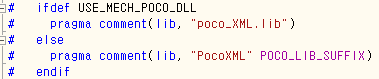 #   ifdef USE_MECH_POCO_DLL
#     pragma comment(lib, "poco_XML.lib")
#   else
#     pragma comment(lib, "PocoXML" POCO_LIB_SUFFIX)
#   endif